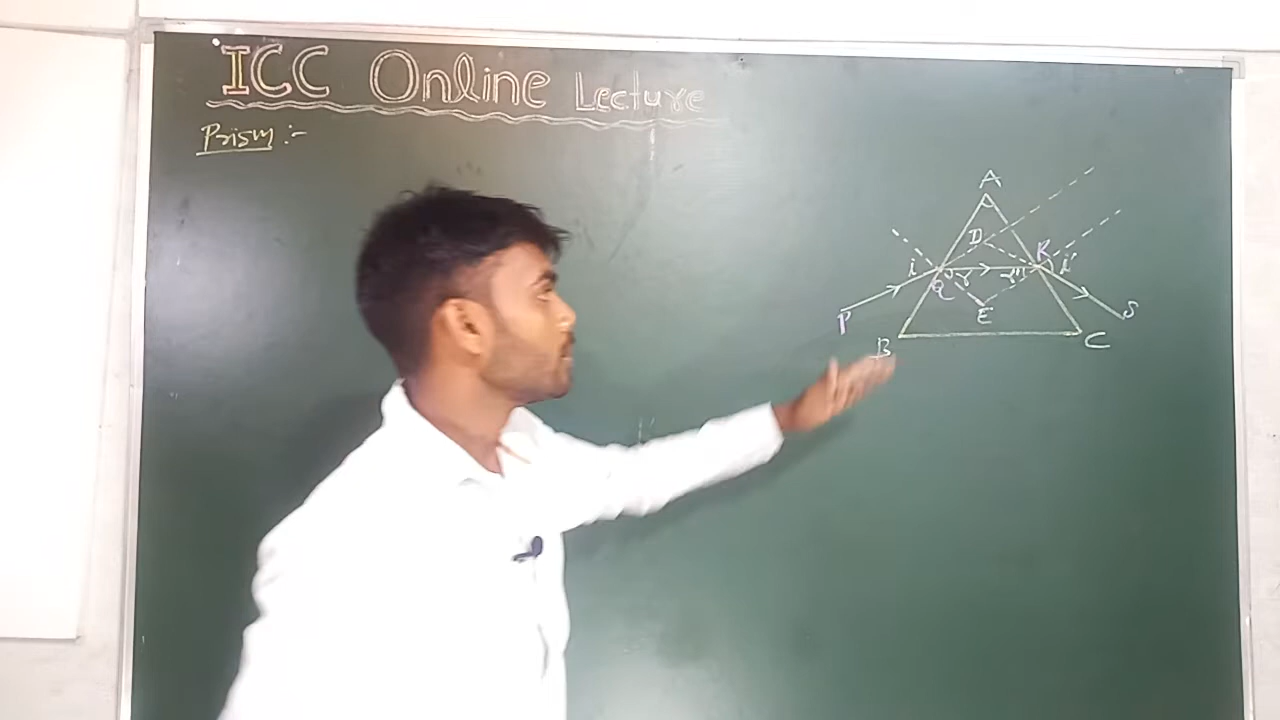 ICC Online Lecture
Prism :-
A
D
R
i
r
r'
i'
Q
P
E
S
B
C